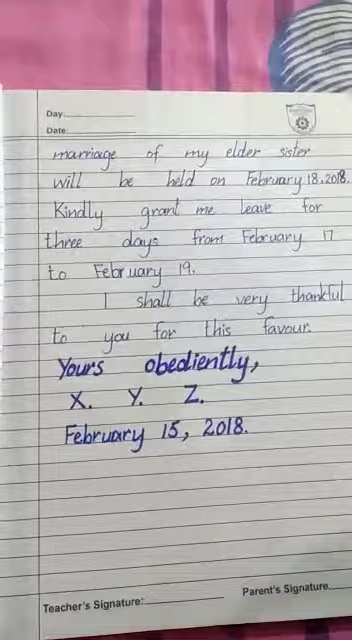 Day:
Date:
marriage of my elder sister
will be held on February 18, 2018.
Kindly grant me leave for
three days from February 17
to February 19.
I shall be very thankful
to you for this favour.
Yours obediently,
X. Y. Z.
February 15, 2018.
Teacher's Signature: Parent's Signature